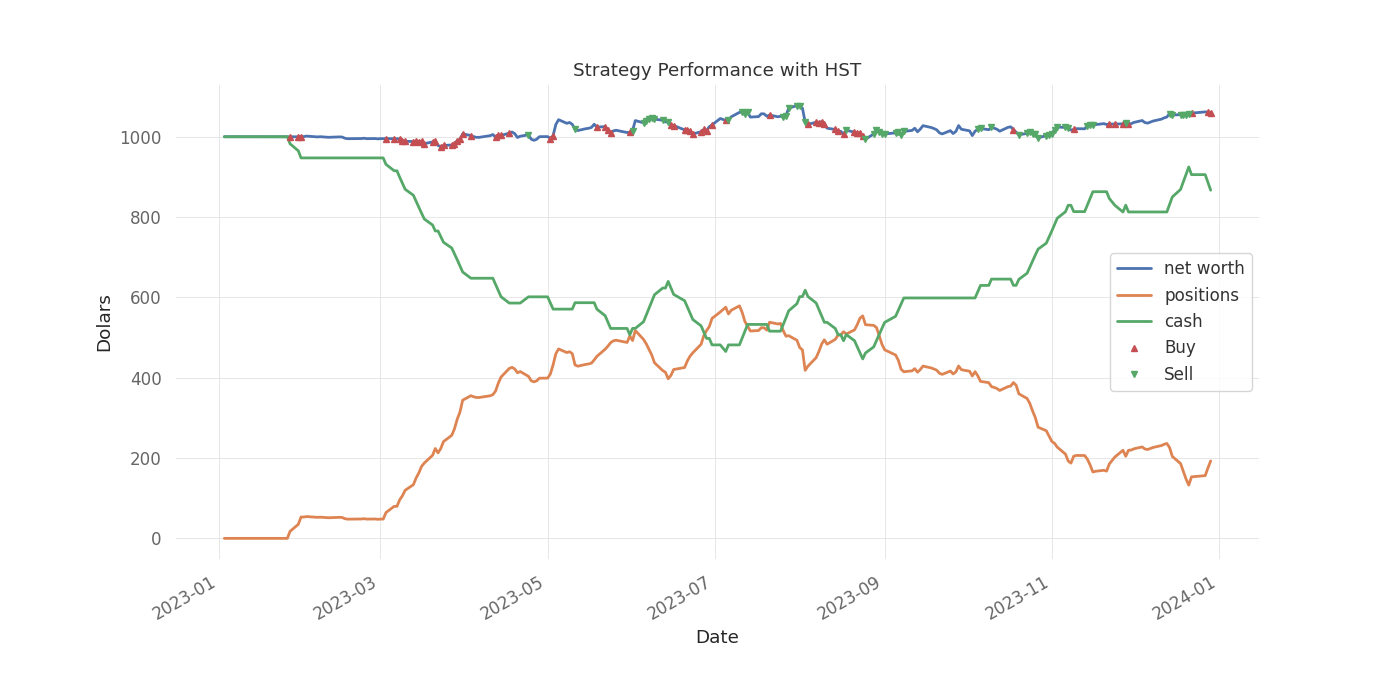 Strategy Performance with HST
Dolars
1000
800
600
400
200
0
net worth
positions
cash
Buy
Sell
2023-01
2023-03
2023-05
2023-07
2023-09
2023-11
2024-01
Date